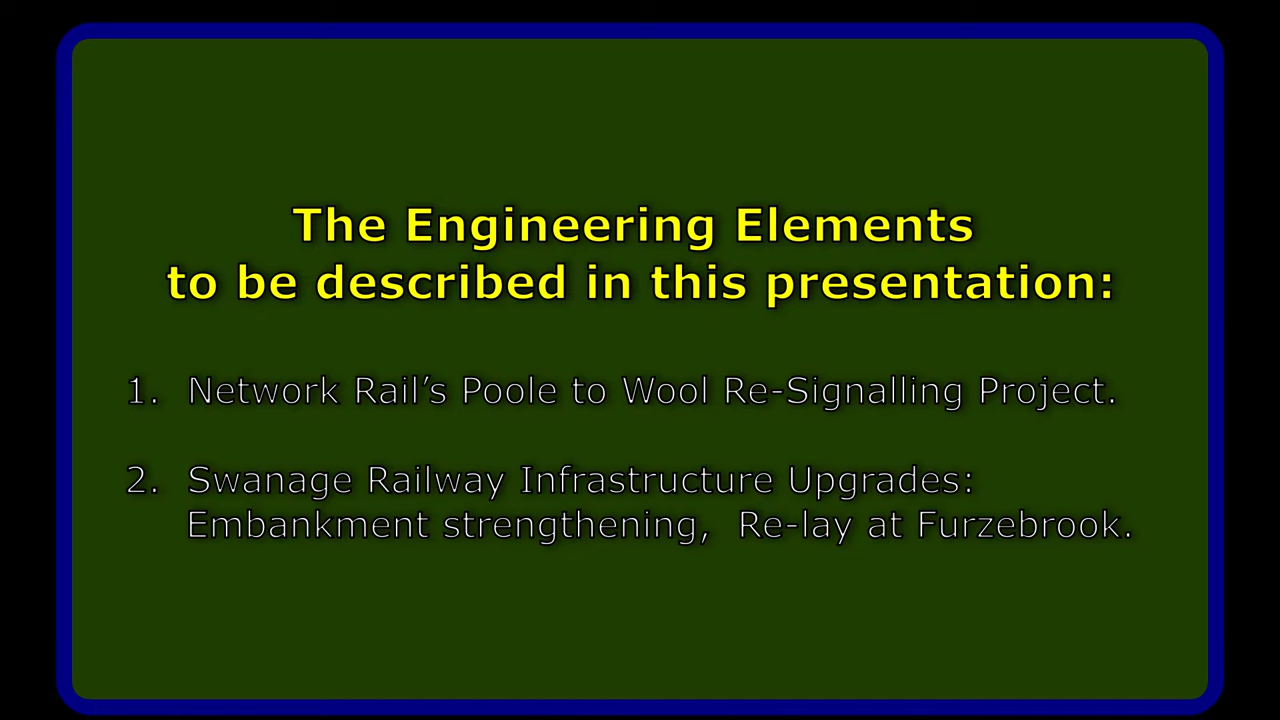 The Engineering Elements
to be described in this presentation:
1. Network Rail’s Poole to Wool Re-Signalling Project.
2. Swanage Railway Infrastructure Upgrades:
Embankment strengthening, Re-lay at Furzebrook.